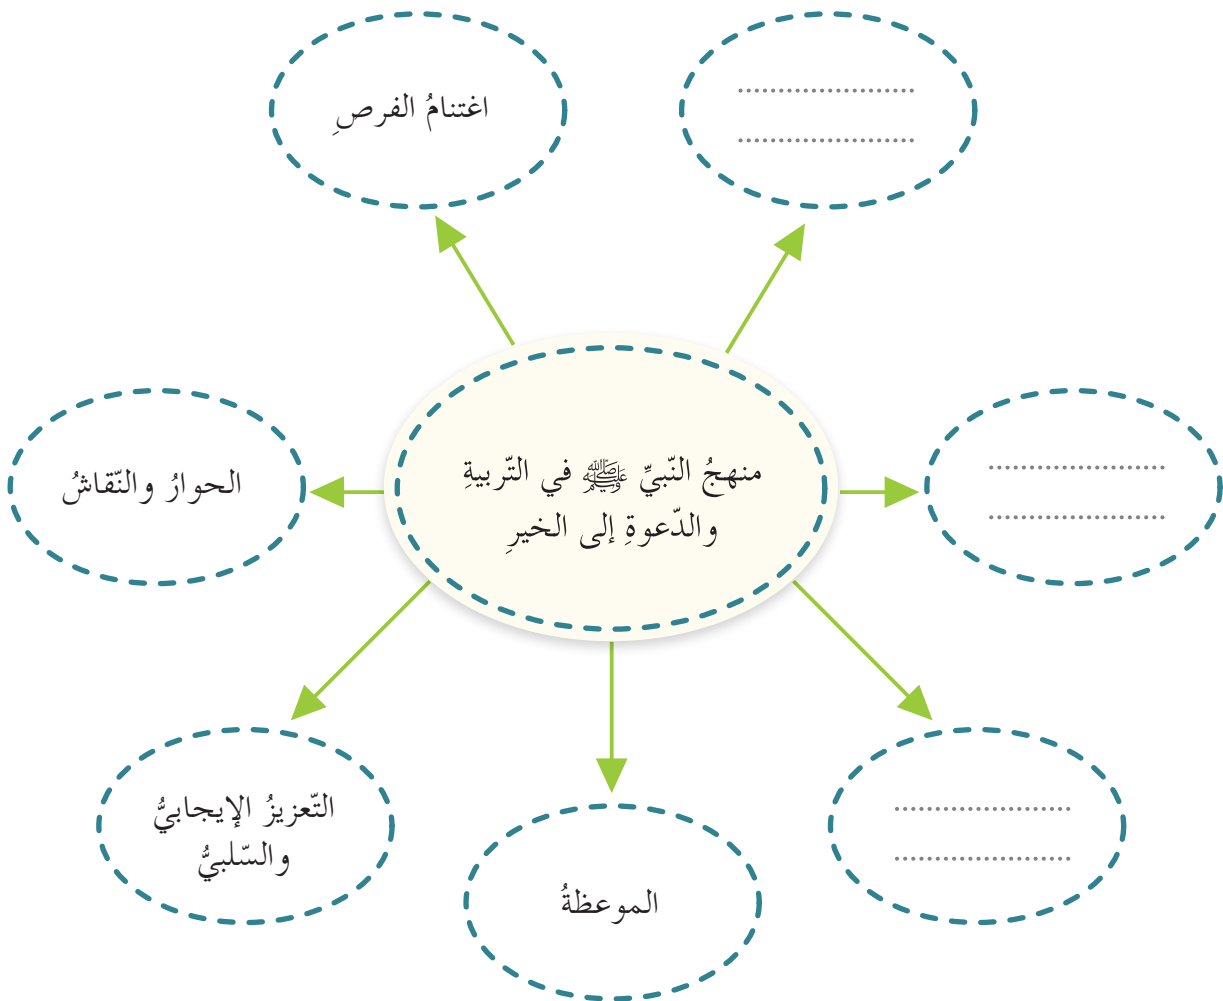 اغتنامُ الفرصِ
منهجُ النّبيِّ ﷺ في التّربيةِ
والدّعوةِ إلى الخيرِ
الحوارُ والنّقاشُ
التّعزيزُ الإيجابيُّ
والسّلبيُّ
الموعظةُ